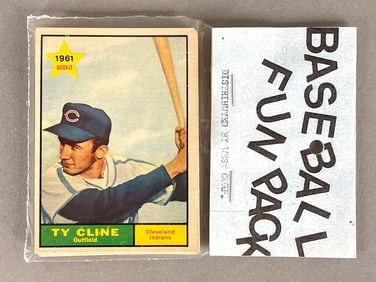 1961
ROOKIE
C
TY CLINE
Outfield
Cleveland
Indians
BASEBALL
FUN PACK
DISTRIBUTED BY